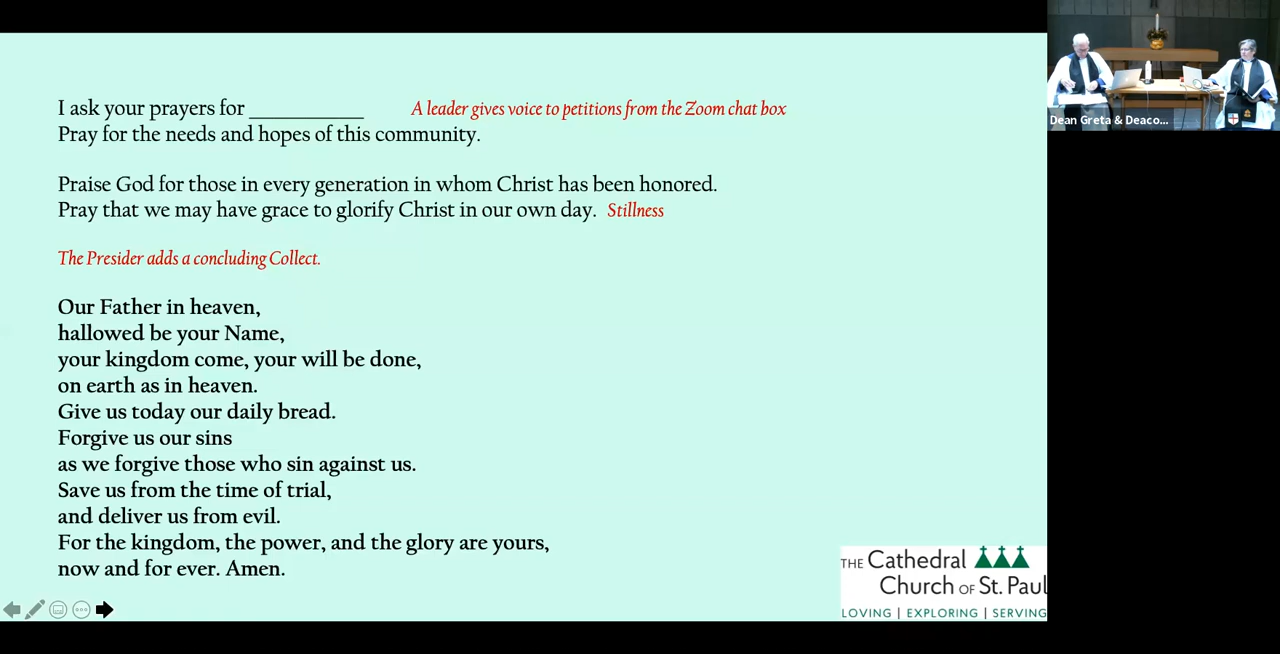 I ask your prayers for ____________ A leader gives voice to petitions from the Zoom chat box
Pray for the needs and hopes of this community.
Praise God for those in every generation in whom Christ has been honored.
Pray that we may have grace to glorify Christ in our own day. Stillness
The Presider adds a concluding Collect.
Our Father in heaven,
hallowed be your Name,
your kingdom come, your will be done,
on earth as in heaven.
Give us today our daily bread.
Forgive us our sins
as we forgive those who sin against us.
Save us from the time of trial,
and deliver us from evil.
For the kingdom, the power, and the glory are yours,
now and for ever. Amen.
Dean Greta & Deaco...
THE Cathedral
Church OF St. Paul
LOVING | EXPLORING | SERVING